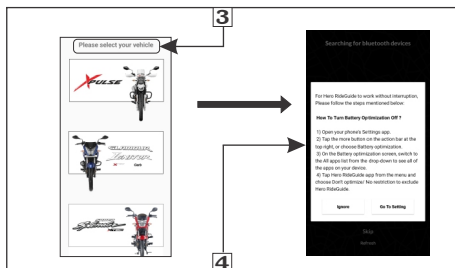 3
Please select your vehicle
XPULSE
4
Searching for bluetooth devices
For Hero RideGuide to work without interruption,
Please follow the steps mentioned below:
How To Turn Battery Optimization Off ?
1) Open your phone's Settings app.
2) Tap the more button on the action bar at the
top right, or choose Battery optimization.
3) On the Battery optimization screen, switch to
the All apps list from the drop-down to see all of
the apps on your device.
4) Tap Hero RideGuide app from the menu and
choose Don't optimize/ No restriction to exclude
Hero RideGuide.
Ignore
Go To Setting
Skip
Refresh